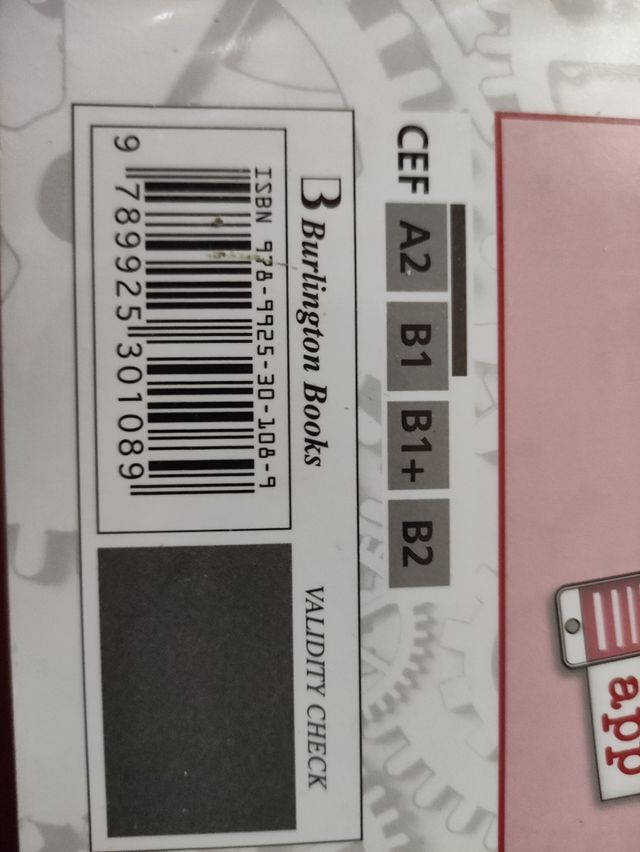 CEF A2 B1 B1+ B2
B Burlington Books
ISBN 978-9925-30-108-9
9 789925 301089
VALIDITY CHECK
app